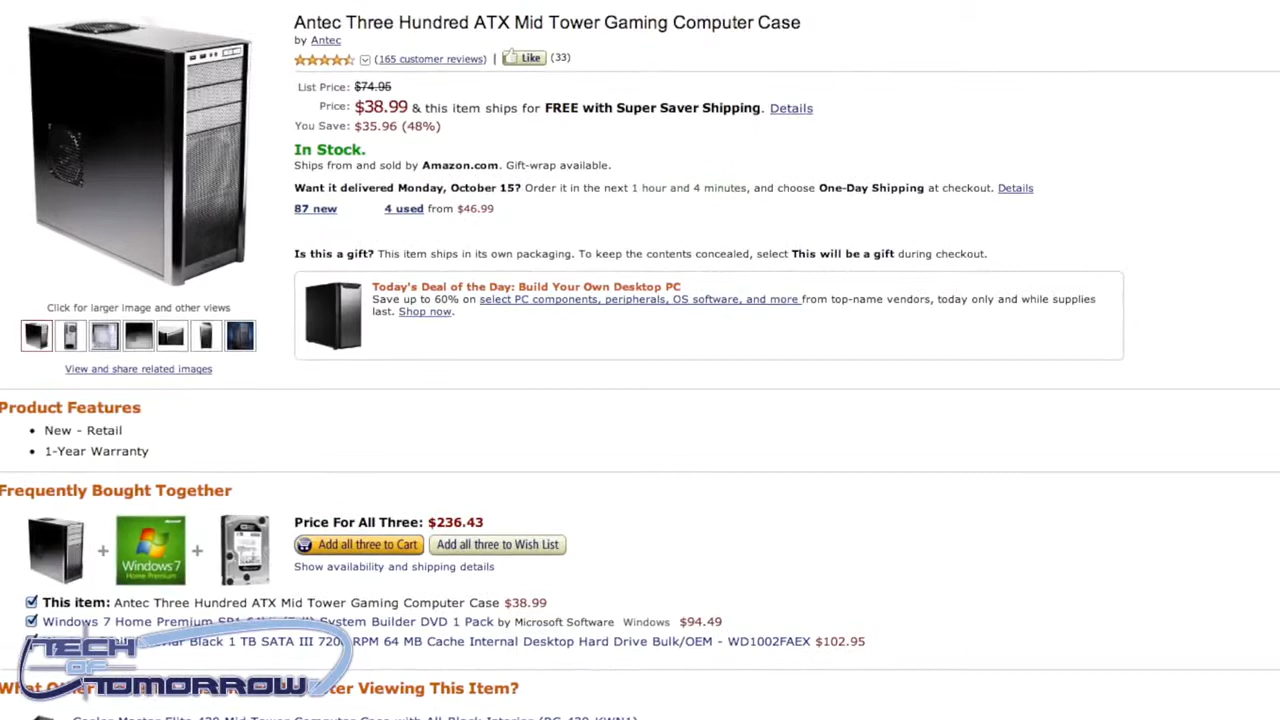 Antec Three Hundred ATX Mid Tower Gaming Computer Case
by Antec
(165 customer reviews) | Like (33)
List Price: $74.95
Price: $38.99 & this item ships for FREE with Super Saver Shipping. Details
You Save: $35.96 (48%)
In Stock.
Ships from and sold by Amazon.com. Gift-wrap available.
Want it delivered Monday, October 15? Order it in the next 1 hour and 4 minutes, and choose One-Day Shipping at checkout. Details
87 new 4 used from $46.99
Is this a gift? This item ships in its own packaging. To keep the contents concealed, select This will be a gift during checkout.
Today's Deal of the Day: Build Your Own Desktop PC
Save up to 60% on select PC components, peripherals, OS software, and more from top-name vendors, today only and while supplies
last. Shop now.
Click for larger image and other views
View and share related images
Product Features
• New - Retail
• 1-Year Warranty
Frequently Bought Together
Windows 7
Home Premium
Price For All Three: $236.43
Add all three to Cart Add all three to Wish List
Show availability and shipping details
This item: Antec Three Hundred ATX Mid Tower Gaming Computer Case $38.99
Windows 7 Home Premium System Builder DVD 1 Pack by Microsoft Software Windows $94.49
Black 1 TB SATA III RPM 64 MB Cache Internal Desktop Hard Drive Bulk/OEM - WD1002FAEX $102.95
TECH
OF
TOMORROW
What Viewing This Item?